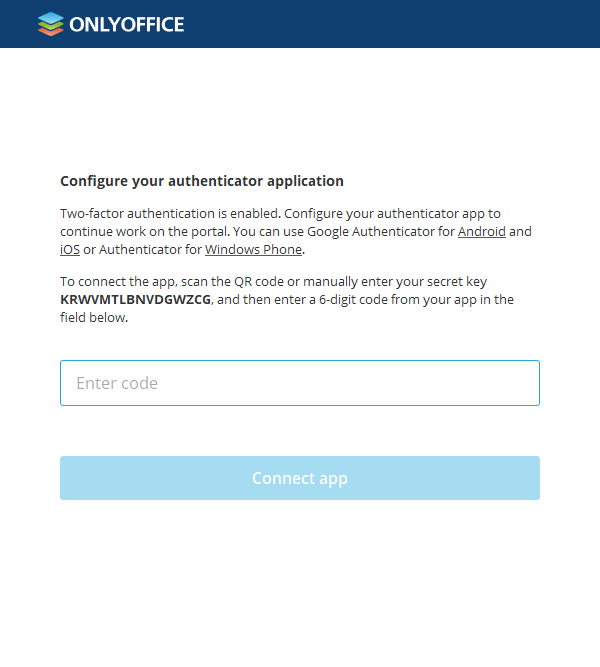 ONLYOFFICE
Configure your authenticator application
Two-factor authentication is enabled. Configure your authenticator app to
continue work on the portal. You can use Google Authenticator for Android and
iOS or Authenticator for Windows Phone.
To connect the app, scan the QR code or manually enter your secret key
KRWVMTLBNVDGWZCG, and then enter a 6-digit code from your app in the
field below.
Enter code
Connect app